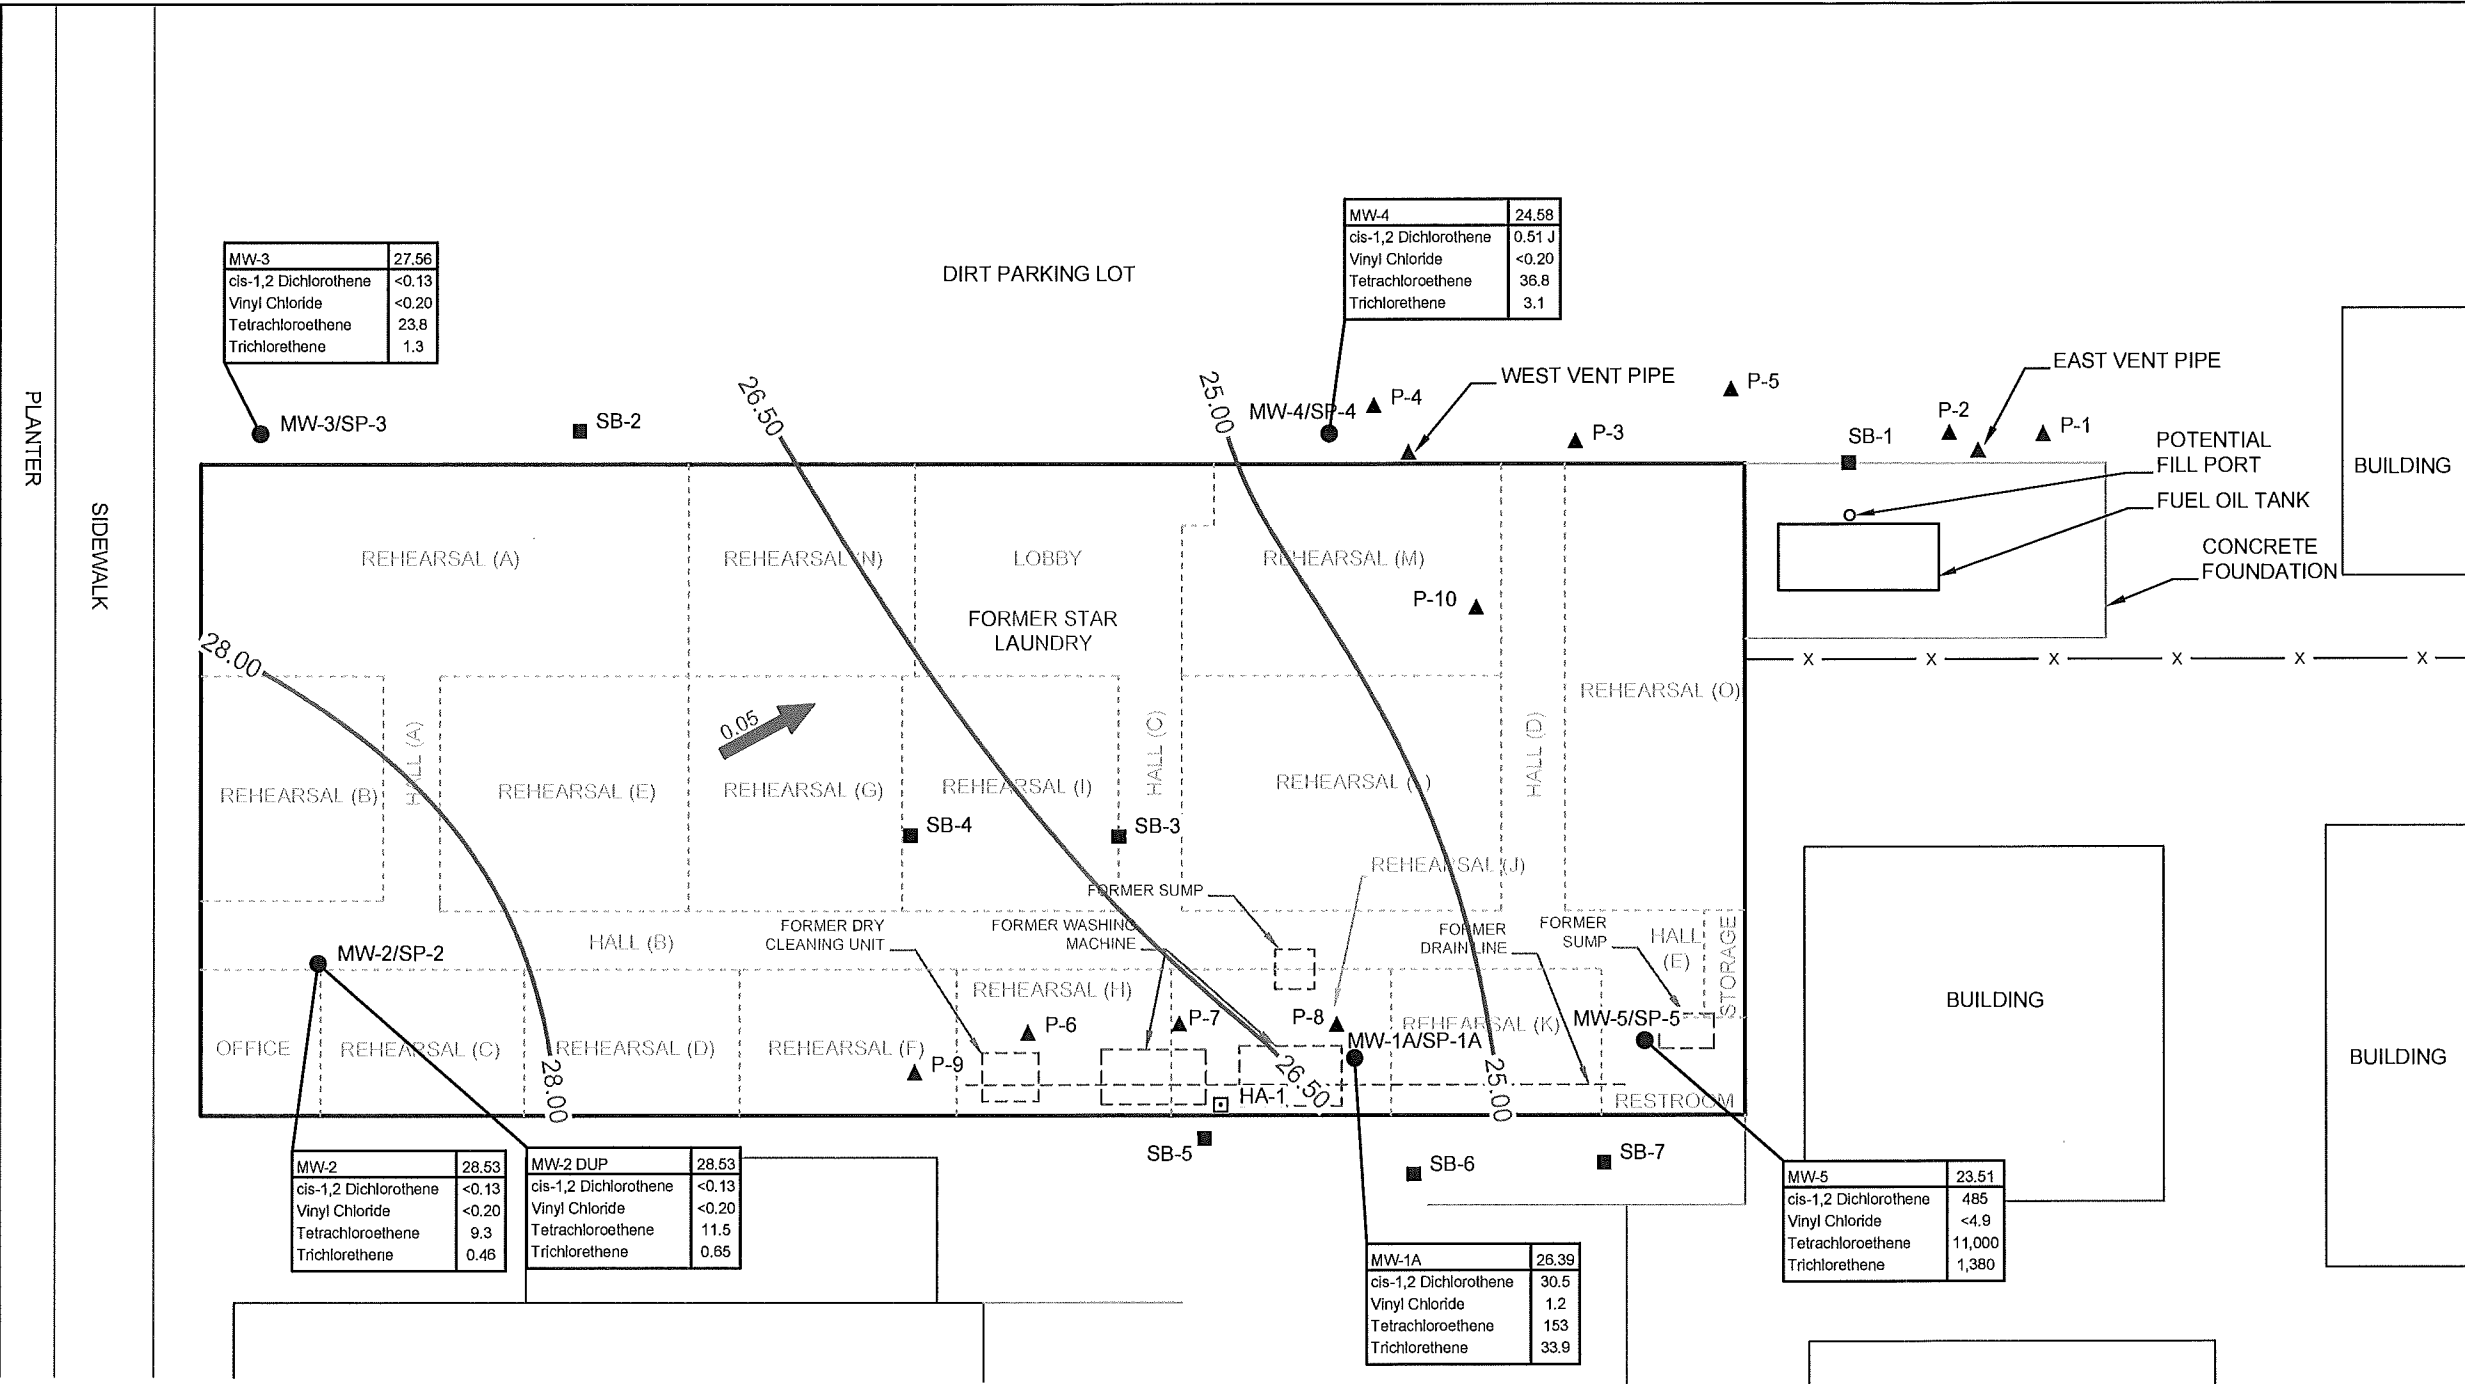 MW-4 24.58
cis-1,2 Dichlorothene 0.51 J
Vinyl Chloride <0.20
Tetrachloroethene 36.8
Trichlorethene 3.1
MW-3 27.56
cis-1,2 Dichlorothene <0.13
Vinyl Chloride <0.20
Tetrachloroethene 23.8
Trichlorethene 1.3
DIRT PARKING LOT
PLANTER
SIDEWALK
MW-3/SP-3
SB-2
26.50
25.00
MW-4/SP-4
P-4
WEST VENT PIPE
P-3
P-5
EAST VENT PIPE
P-2
P-1
SB-1
POTENTIAL
FILL PORT
FUEL OIL TANK
CONCRETE
FOUNDATION
BUILDING
REHEARSAL (A)
REHEARSAL (N)
LOBBY
REHEARSAL (M)
P-10
FORMER STAR
LAUNDRY
28.00
X X X X X X
REHEARSAL (O)
0.05
HALL (A)
HALL (C)
HALL (D)
REHEARSAL (B)
REHEARSAL (E)
REHEARSAL (G)
REHEARSAL (I)
REHEARSAL
SB-4
SB-3
REHEARSAL (J)
FORMER SUMP
FORMER DRY
CLEANING UNIT
FORMER WASHING
MACHINE
FORMER
DRAIN LINE
FORMER
SUMP
HALL
(E)
STORAGE
HALL (B)
MW-2/SP-2
REHEARSAL (H)
BUILDING
P-6
P-7
P-8
REHEARSAL (K)
MW-5/SP-5
MW-1A/SP-1A
OFFICE
REHEARSAL (C)
REHEARSAL (D)
REHEARSAL (F)
P-9
BUILDING
28.00
HA-1
26.50
25.00
RESTROOM
SB-5
SB-6
SB-7
MW-2 28.53
cis-1,2 Dichlorothene <0.13
Vinyl Chloride <0.20
Tetrachloroethene 9.3
Trichlorethene 0.46
MW-2 DUP 28.53
cis-1,2 Dichlorothene <0.13
Vinyl Chloride <0.20
Tetrachloroethene 11.5
Trichlorethene 0.65
MW-5 23.51
cis-1,2 Dichlorothene 485
Vinyl Chloride <4.9
Tetrachloroethene 11,000
Trichlorethene 1,380
MW-1A 26.39
cis-1,2 Dichlorothene 30.5
Vinyl Chloride 1.2
Tetrachloroethene 153
Trichlorethene 33.9